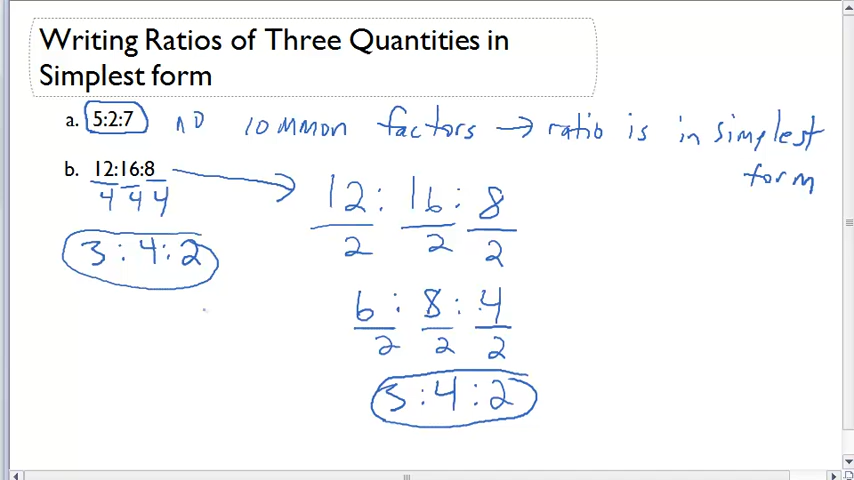 Writing Ratios of Three Quantities in
Simplest form
a. 5:2:7 no common factors → ratio is in simplest
form
b. 12:16:8
4 4 4
3 : 4 : 2
12 : 16 : 8
2 2 2
6 : 8 : 4
2 2 2
3 : 4 : 2